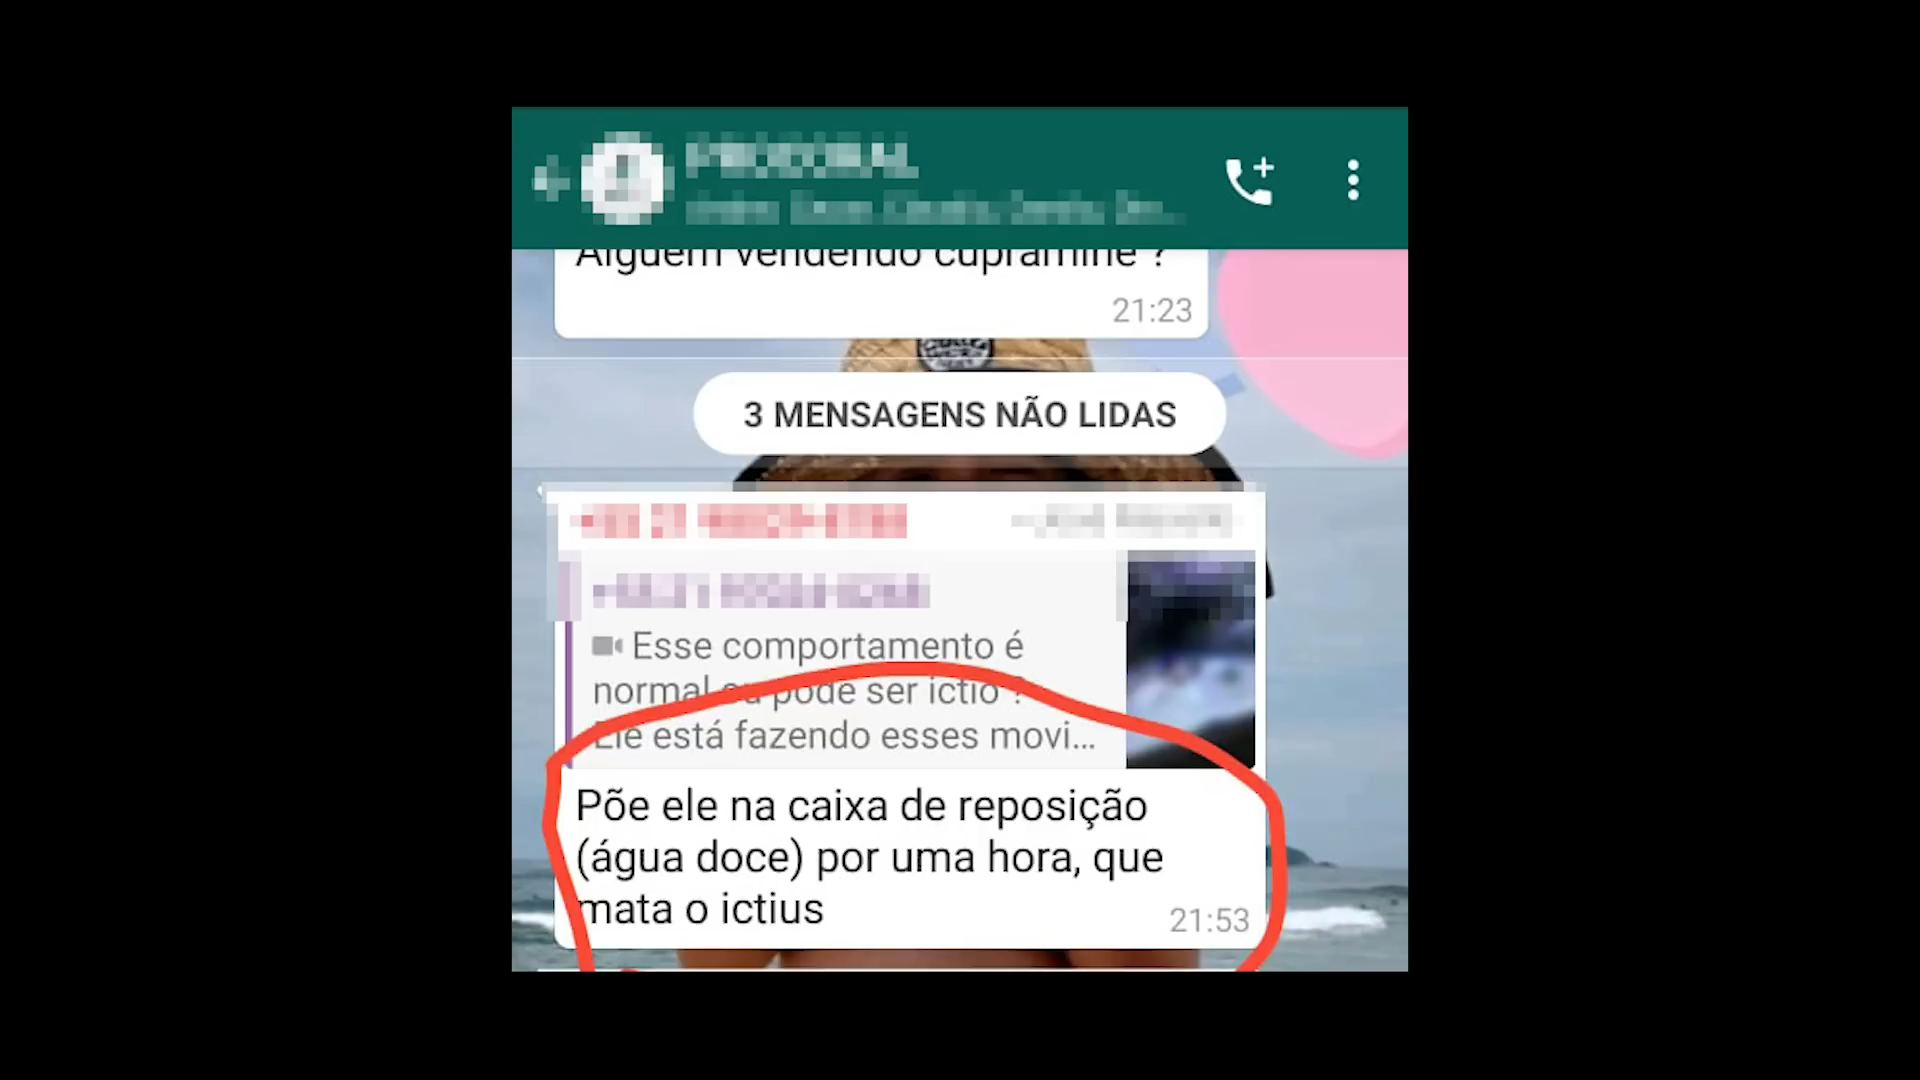 Alguém vendendo cupramine ?
21:23
3 MENSAGENS NÃO LIDAS
Esse comportamento é
normal ou pode ser ictio ?
Ele está fazendo esses movi...
Põe ele na caixa de reposição
(água doce) por uma hora, que
mata o ictius
21:53